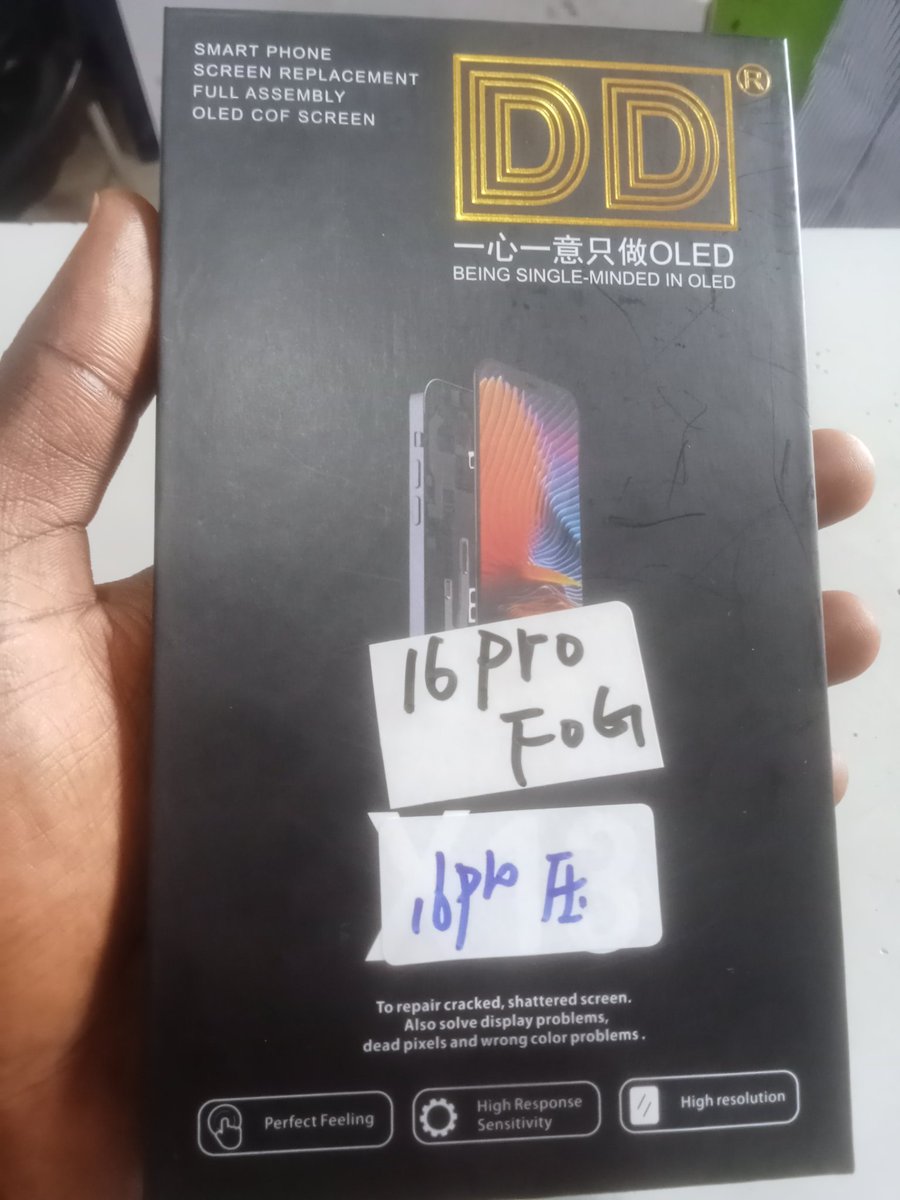 SMART PHONE
SCREEN REPLACEMENT
FULL ASSEMBLY
OLED COF SCREEN
DD®
一心一意只做OLED
BEING SINGLE-MINDED IN OLED
16 pro
FOG
16pro 压
To repair cracked, shattered screen.
Also solve display problems,
dead pixels and wrong color problems.
Perfect Feeling
High Response
Sensitivity
High resolution